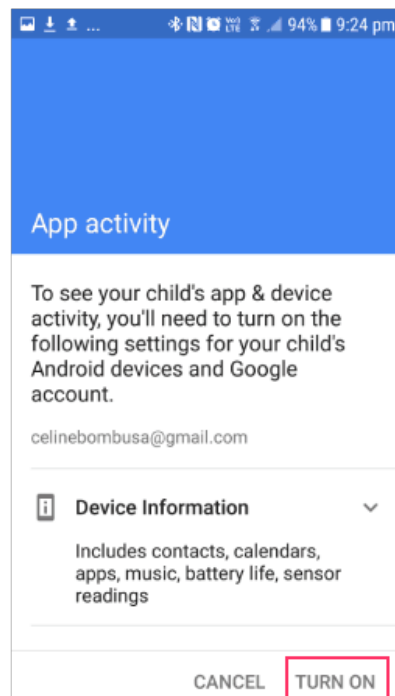 ... Vo) LTE 94% 9:24 pm
App activity
To see your child's app & device
activity, you'll need to turn on the
following settings for your child's
Android devices and Google
account.
celinebombusa@gmail.com
Device Information
Includes contacts, calendars,
apps, music, battery life, sensor
readings
CANCEL TURN ON